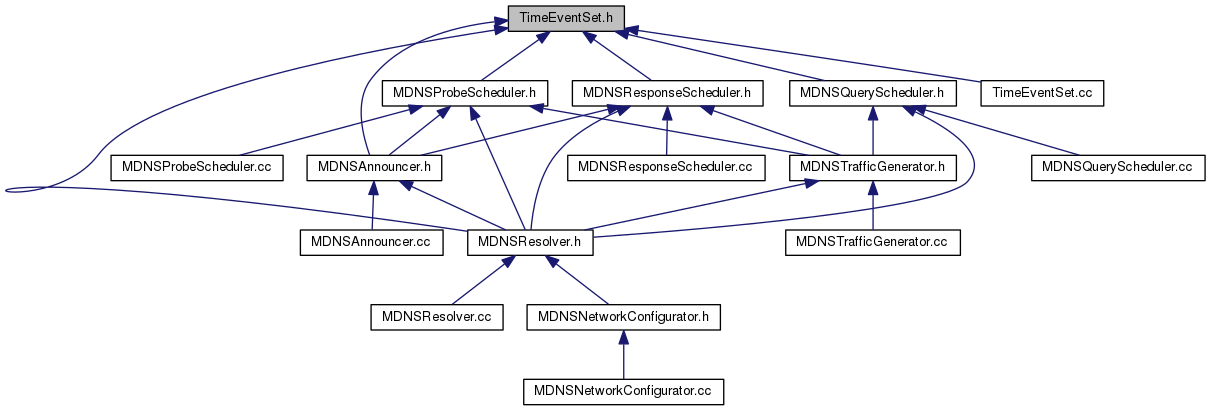 TimeEventSet.h
MDNSProbeScheduler.h
MDNSResponseScheduler.h
MDNSQueryScheduler.h
TimeEventSet.cc
MDNSProbeScheduler.cc
MDNSAnnouncer.h
MDNSResponseScheduler.cc
MDNSTrafficGenerator.h
MDNSQueryScheduler.cc
MDNSAnnouncer.cc
MDNSResolver.h
MDNSTrafficGenerator.cc
MDNSResolver.cc
MDNSNetworkConfigurator.h
MDNSNetworkConfigurator.cc